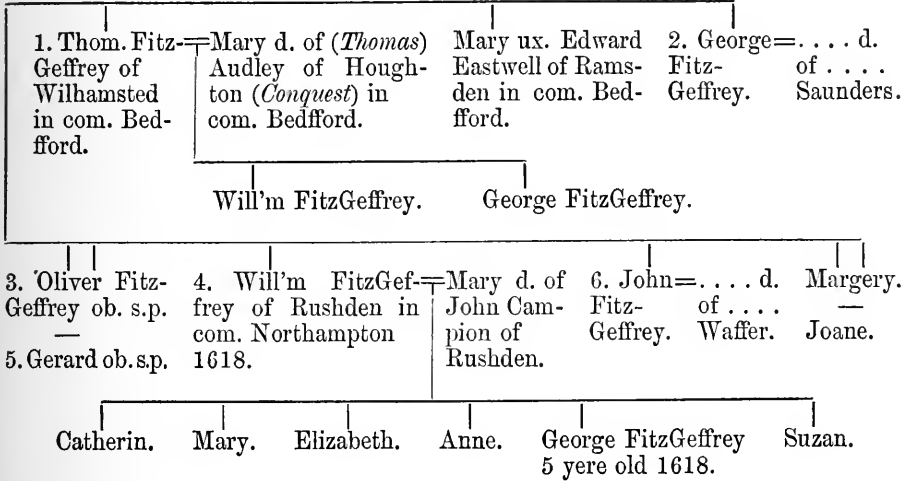 1. Thom. Fitz-
Geffrey of
Wilhamsted
in com. Bed-
fford.
Mary d. of (Thomas)
Audley of Hough-
ton (Conquest) in
com. Bedfford.
Mary ux. Edward
Eastwell of Rams-
den in com. Bed-
fford.
2. George=
Fitz-
Geffrey.
. . . . d.
of . . . .
Saunders.
Will'm FitzGeffrey.
George FitzGeffrey.
3. Oliver Fitz-
Geffrey ob. s.p.
—
5. Gerard ob. s.p.
4. Will'm FitzGef-
frey of Rushden in
com. Northampton
1618.
Mary d. of
John Cam-
pion of
Rushden.
6. John=
Fitz-
Geffrey.
. . . . d.
of . . . .
Waffer.
Margery.
—
Joane.
Catherin.
Mary.
Elizabeth.
Anne.
George FitzGeffrey
5 yere old 1618.
Suzan.